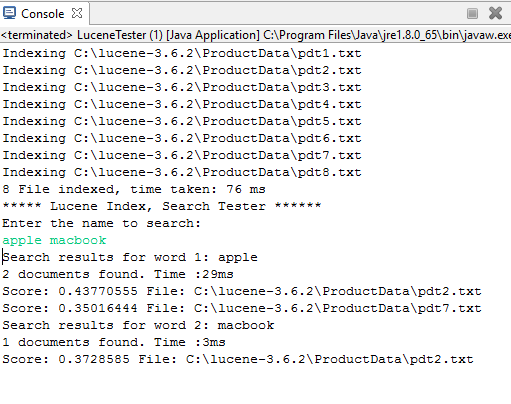 Console
<terminated> LuceneTester (1) [Java Application] C:\Program Files\Java\jre1.8.0_65\bin\javaw.exe
Indexing C:\lucene-3.6.2\ProductData\pdt1.txt
Indexing C:\lucene-3.6.2\ProductData\pdt2.txt
Indexing C:\lucene-3.6.2\ProductData\pdt3.txt
Indexing C:\lucene-3.6.2\ProductData\pdt4.txt
Indexing C:\lucene-3.6.2\ProductData\pdt5.txt
Indexing C:\lucene-3.6.2\ProductData\pdt6.txt
Indexing C:\lucene-3.6.2\ProductData\pdt7.txt
Indexing C:\lucene-3.6.2\ProductData\pdt8.txt
8 File indexed, time taken: 76 ms
***** Lucene Index, Search Tester ******
Enter the name to search:
apple macbook
Search results for word 1: apple
2 documents found. Time :29ms
Score: 0.43770555 File: C:\lucene-3.6.2\ProductData\pdt2.txt
Score: 0.35016444 File: C:\lucene-3.6.2\ProductData\pdt7.txt
Search results for word 2: macbook
1 documents found. Time :3ms
Score: 0.3728585 File: C:\lucene-3.6.2\ProductData\pdt2.txt